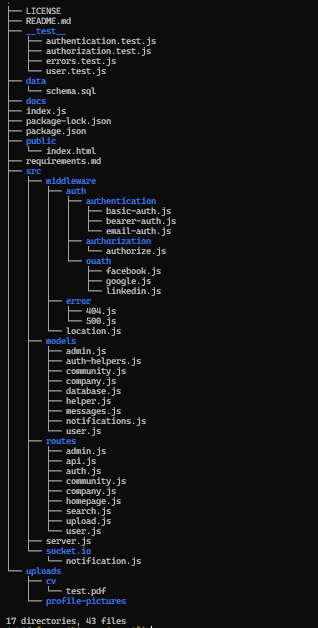 .
├── LICENSE
├── README.md
├── __test__
│   ├── authentication.test.js
│   ├── authorization.test.js
│   ├── errors.test.js
│   └── user.test.js
├── data
│   └── schema.sql
├── docs
├── index.js
├── package-lock.json
├── package.json
├── public
│   └── index.html
├── requirements.md
├── src
│   ├── middleware
│   │   ├── auth
│   │   │   ├── authentication
│   │   │   │   ├── basic-auth.js
│   │   │   │   ├── bearer-auth.js
│   │   │   │   └── email-auth.js
│   │   │   ├── authorization
│   │   │   │   └── authorize.js
│   │   │   └── ouath
│   │   │       ├── facebook.js
│   │   │       ├── google.js
│   │   │       └── linkedin.js
│   │   ├── error
│   │   │   ├── 404.js
│   │   │   └── 500.js
│   │   └── location.js
│   ├── models
│   │   ├── admin.js
│   │   ├── auth-helpers.js
│   │   ├── community.js
│   │   ├── company.js
│   │   ├── database.js
│   │   ├── helper.js
│   │   ├── messages.js
│   │   ├── notifications.js
│   │   └── user.js
│   ├── routes
│   │   ├── admin.js
│   │   ├── api.js
│   │   ├── auth.js
│   │   ├── community.js
│   │   ├── company.js
│   │   ├── homepage.js
│   │   ├── search.js
│   │   ├── upload.js
│   │   └── user.js
│   ├── server.js
│   └── socket.io
│       └── notification.js
└── uploads
    ├── cv
    │   └── test.pdf
    └── profile-pictures
17 directories, 43 files